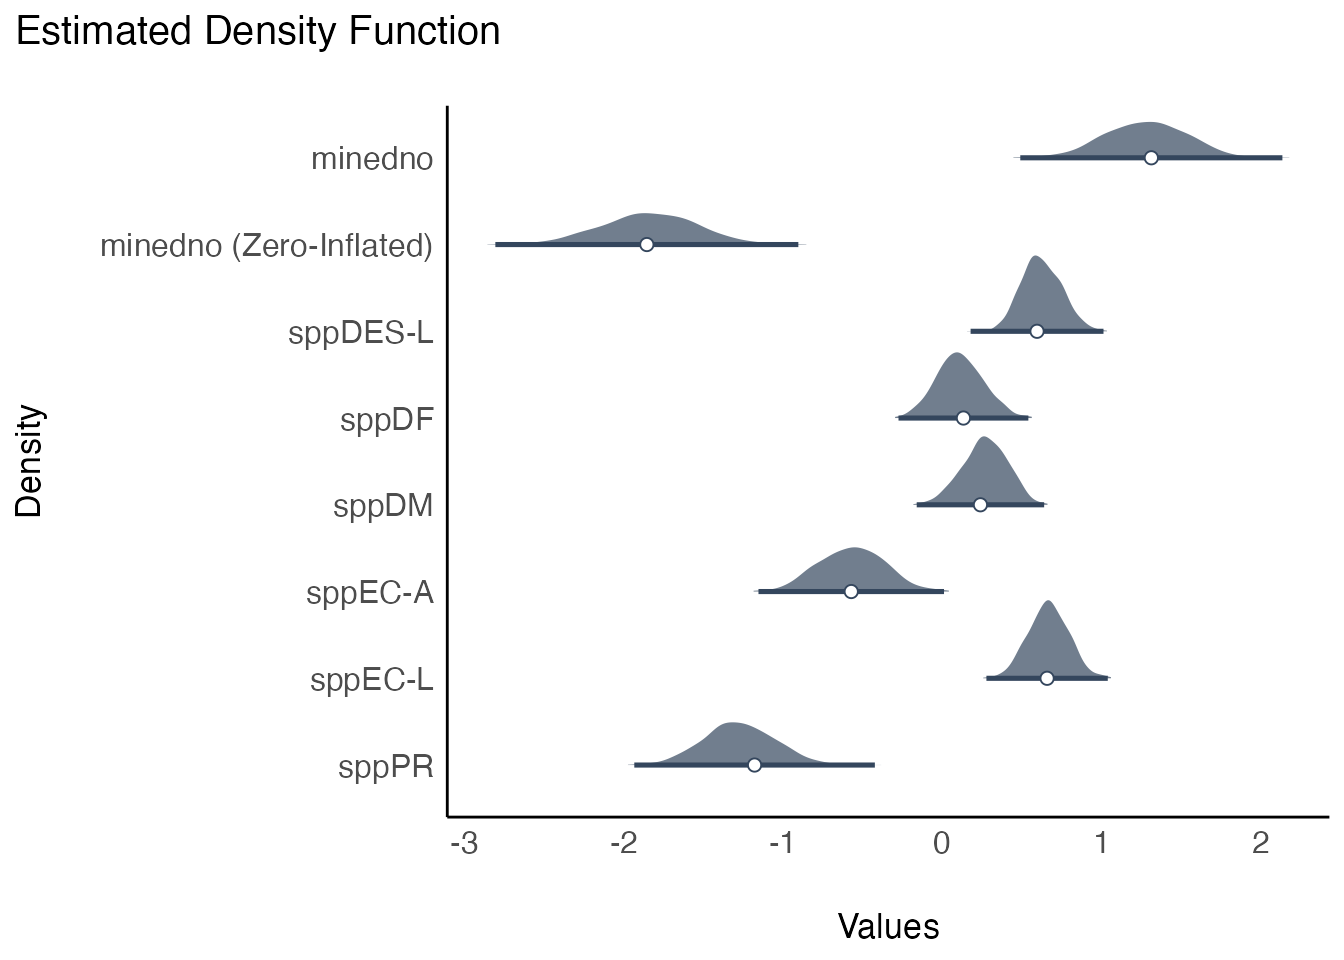 Estimated Density Function
minedno
minedno (Zero-Inflated)
sppDES-L
sppDF
sppDM
sppEC-A
sppEC-L
sppPR
Density
-3 -2 -1 0 1 2
Values